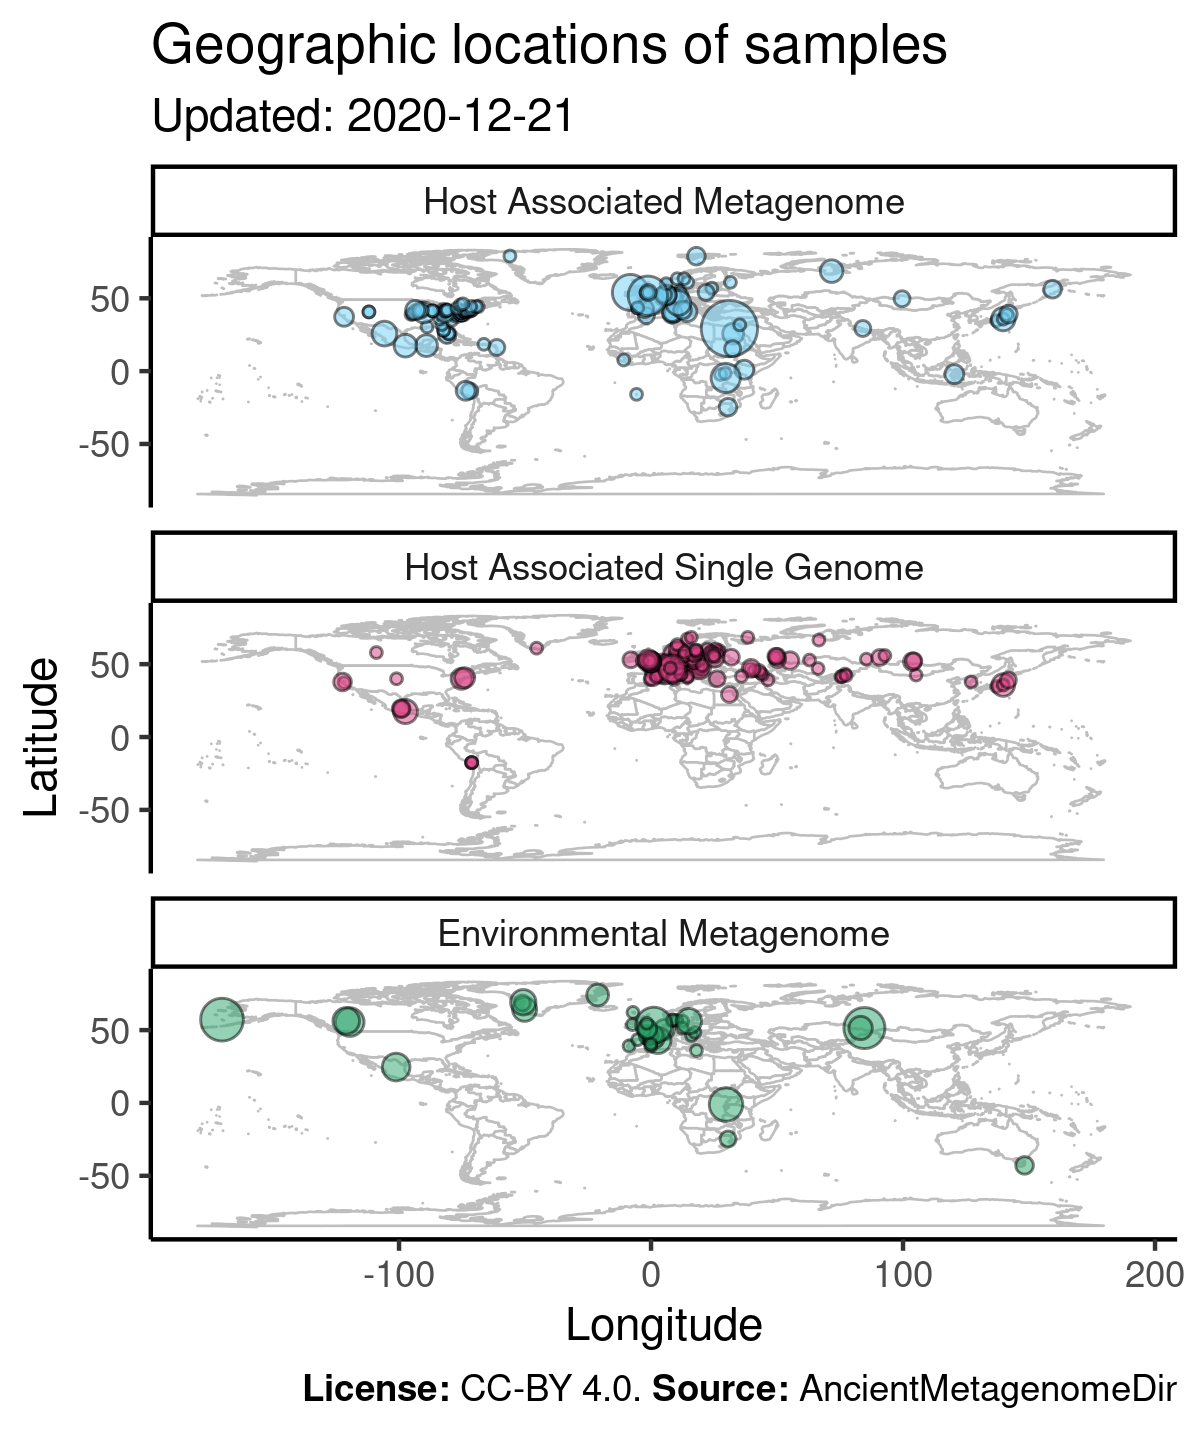 Geographic locations of samples
Updated: 2020-12-21
Host Associated Metagenome
50
0
-50
Host Associated Single Genome
50
0
-50
Latitude
Environmental Metagenome
50
0
-50
-100 0 100 200
Longitude
License: CC-BY 4.0. Source: AncientMetagenomeDir